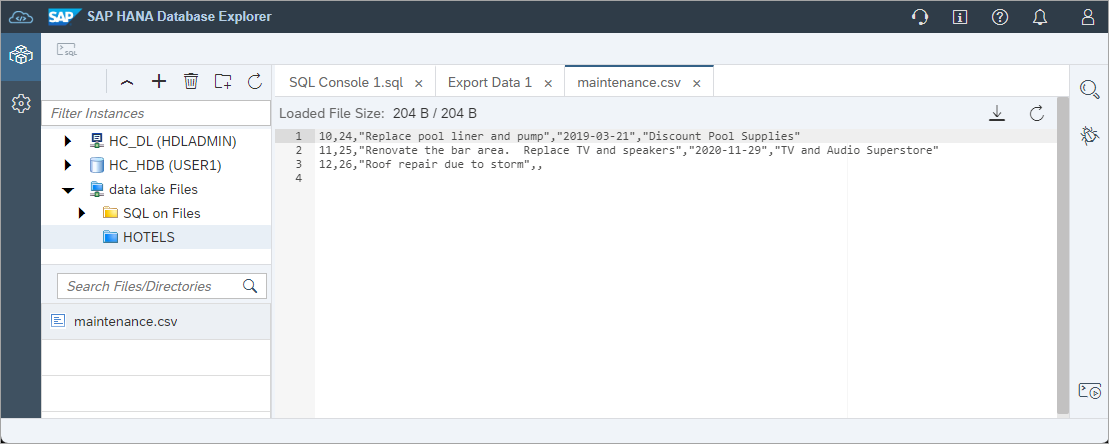 SAP SAP HANA Database Explorer
SQL
SQL Console 1.sql Export Data 1 maintenance.csv
Filter Instances
HC_DL (HDLADMIN)
HC_HDB (USER1)
data lake Files
SQL on Files
HOTELS
Search Files/Directories
maintenance.csv
Loaded File Size: 204 B / 204 B
1 10,24,"Replace pool liner and pump","2019-03-21","Discount Pool Supplies"
2 11,25,"Renovate the bar area.  Replace TV and speakers","2020-11-29","TV and Audio Superstore"
3 12,26,"Roof repair due to storm",,
4